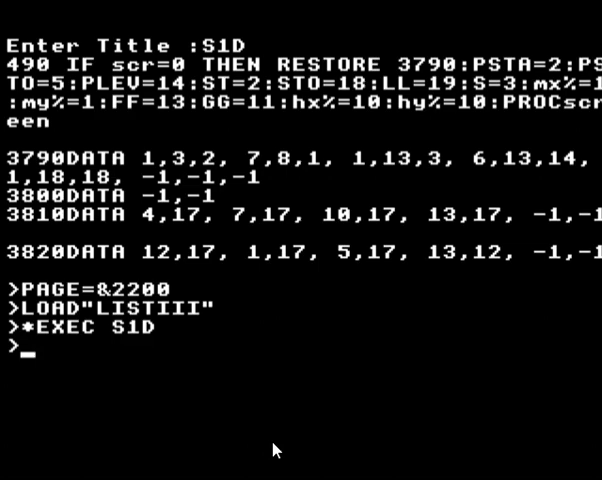 Enter Title :S1D
490 IF scr=0 THEN RESTORE 3790:PSTA=2:PS
TO=5:PLEV=14:ST=2:STO=18:LL=19:S=3:mx%=1
:my%=1:FF=13:GG=11:hx%=10:hy%=10:PROCscr
een
3790DATA 1,3,2, 7,8,1, 1,13,3, 6,13,14,
1,18,18, -1,-1,-1
3800DATA -1,-1
3810DATA 4,17, 7,17, 10,17, 13,17, -1,-1
3820DATA 12,17, 1,17, 5,17, 13,12, -1,-1
>PAGE=&2200
>LOAD"LISTIII"
>*EXEC S1D
>_